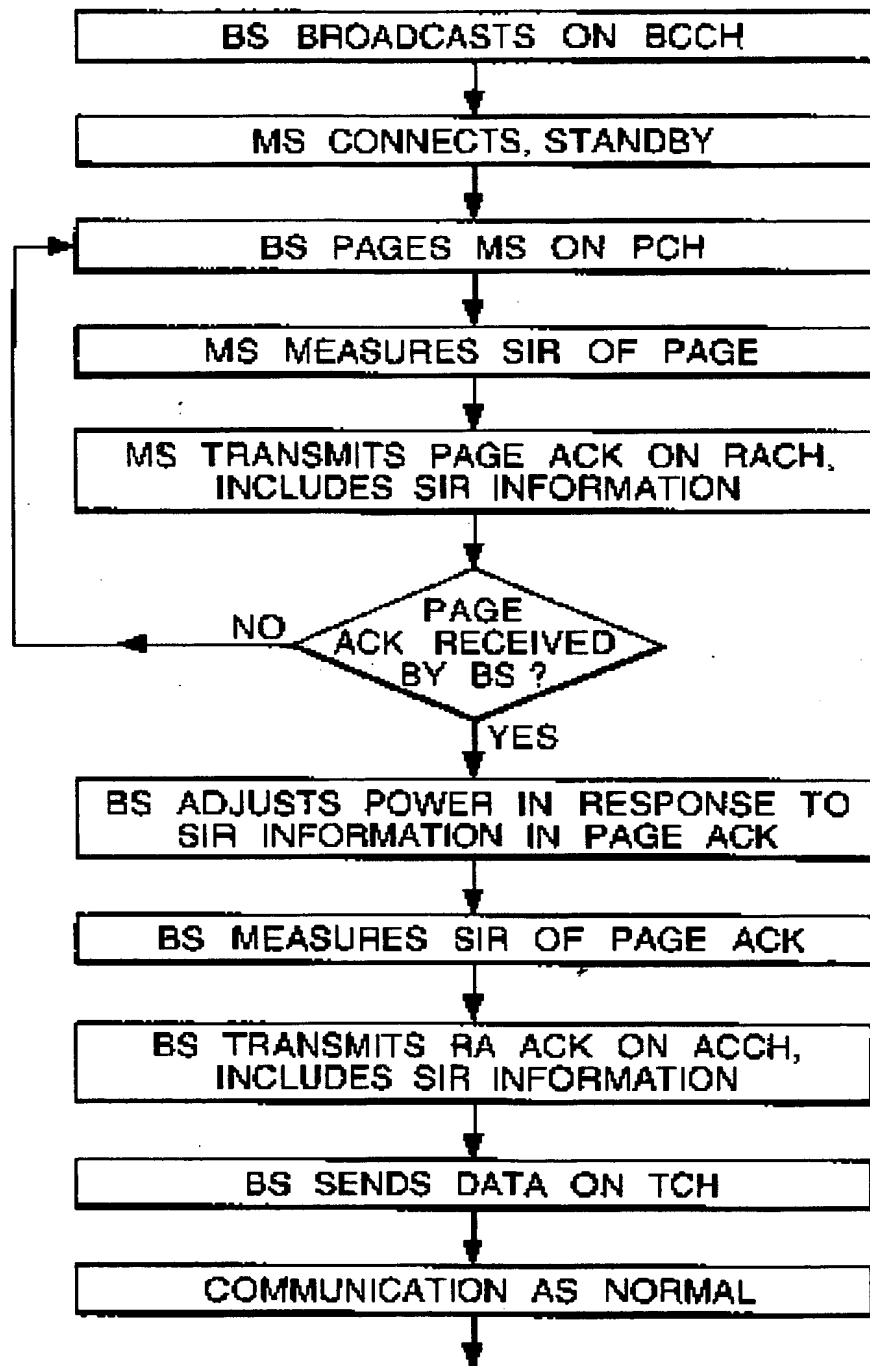 BS BROADCASTS ON BCCH
MS CONNECTS, STANDBY
BS PAGES MS ON PCH
MS MEASURES SIR OF PAGE
MS TRANSMITS PAGE ACK ON RACH,
INCLUDES SIR INFORMATION
PAGE
ACK RECEIVED
BY BS?
NO
YES
BS ADJUSTS POWER IN RESPONSE TO
SIR INFORMATION IN PAGE ACK
BS MEASURES SIR OF PAGE ACK
BS TRANSMITS RA ACK ON ACCH,
INCLUDES SIR INFORMATION
BS SENDS DATA ON TCH
COMMUNICATION AS NORMAL